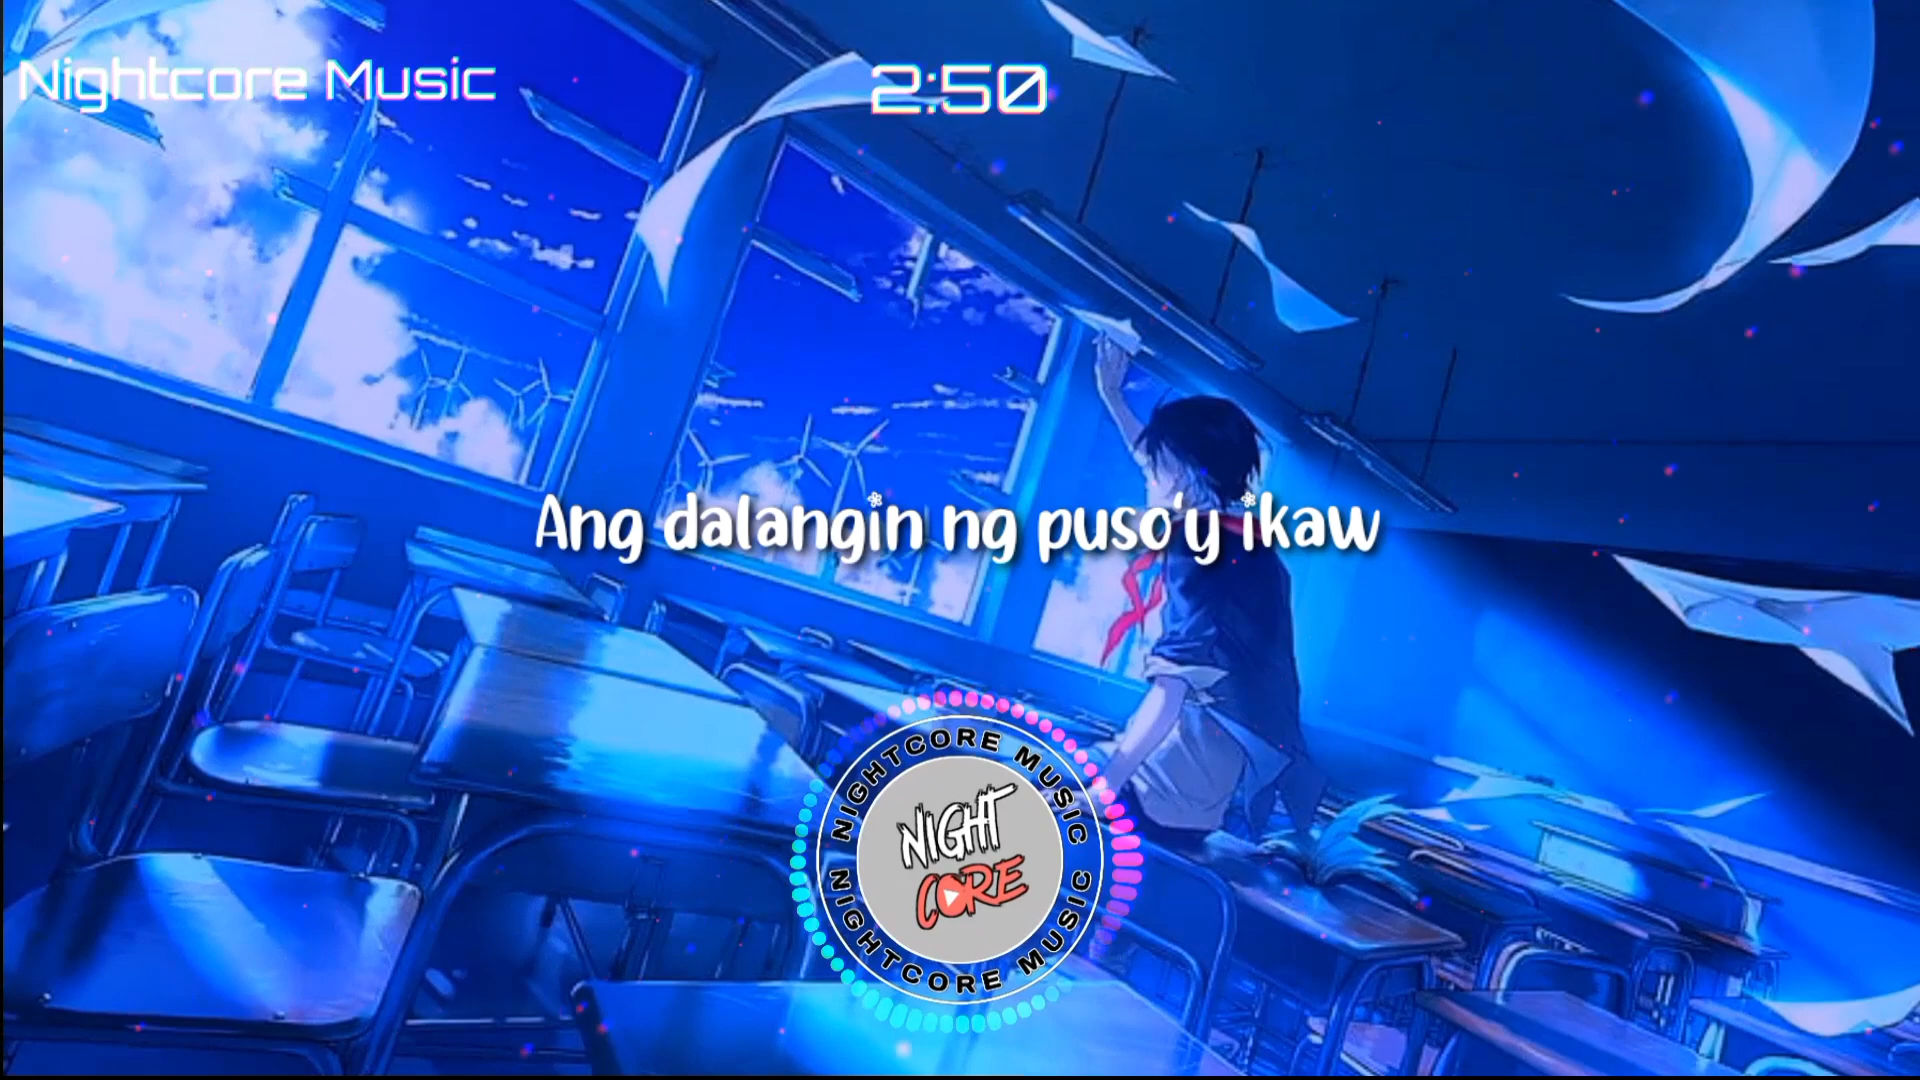 Nightcore Music
2:50
Ang dalangin ng puso'y ikaw
NIGHTCORE MUSIC
NIGHT
CORE
NIGHTCORE MUSIC